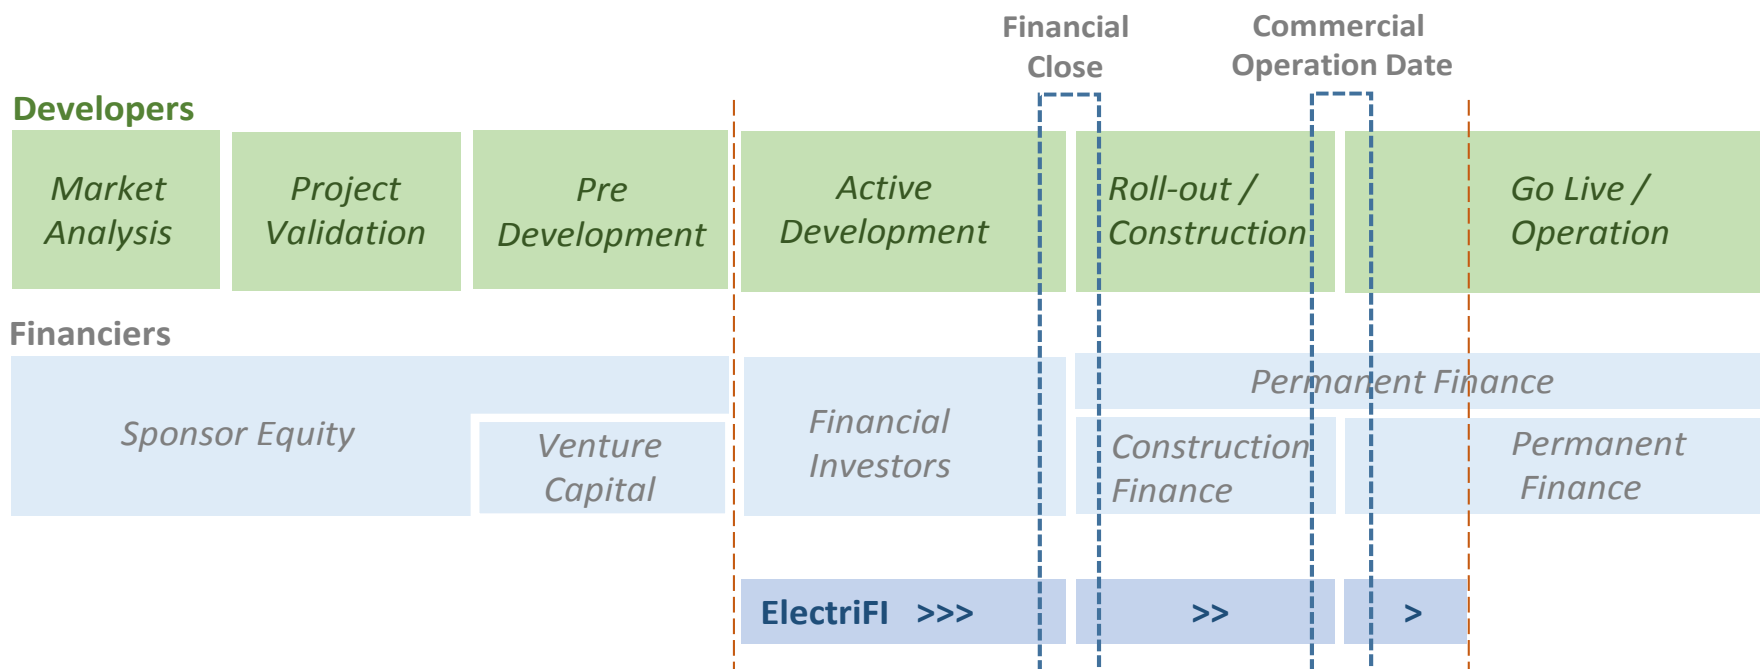 Financial
Close
Commercial
Operation Date
Developers
Market
Analysis
Project
Validation
Pre
Development
Active
Development
Roll-out /
Construction
Go Live /
Operation
Financiers
Sponsor Equity
Venture
Capital
Financial
Investors
Permanent Finance
Construction
Finance
Permanent
Finance
ElectriFI >>>
>>
>